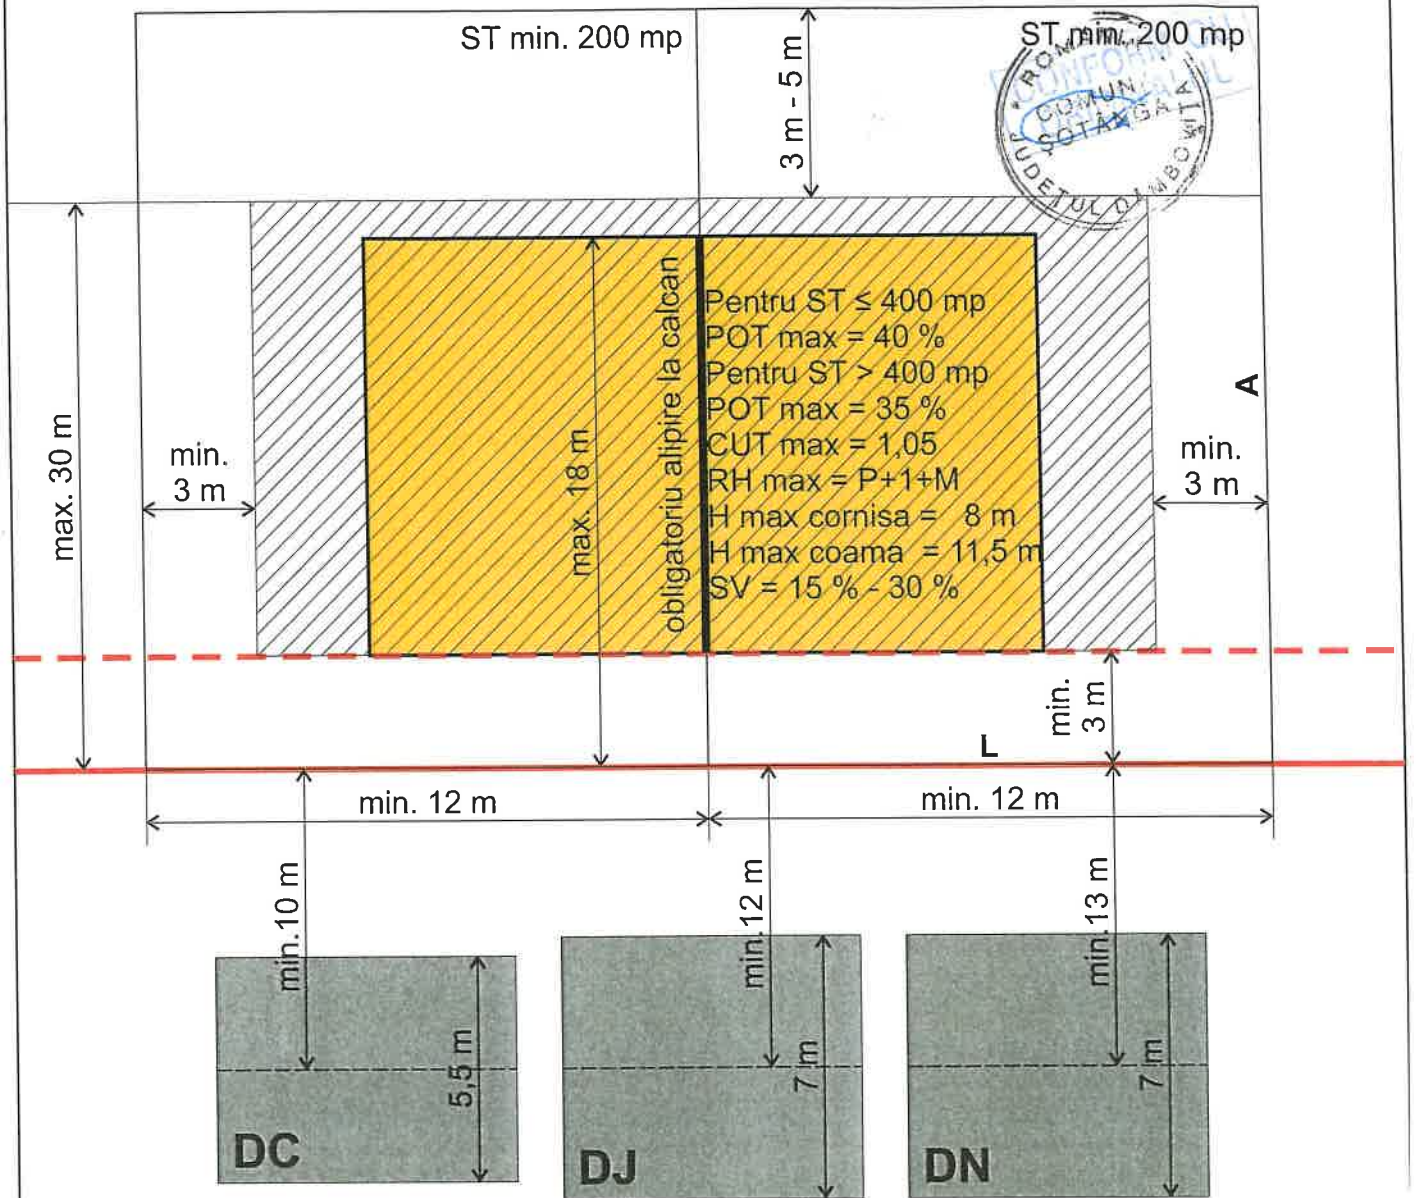 ST min. 200 mp
ST min. 200 mp
3 m - 5 m
ROMÂNIA
CONFORM CU
ORIGINALUL
COMUNA
ŞOTÂNGA
JUDEŢUL DÂMBOVIŢA
max. 30 m
min.
3 m
max. 18 m
obligatoriu alipire la calcan
Pentru ST ≤ 400 mp
POT max = 40 %
Pentru ST > 400 mp
POT max = 35 %
CUT max = 1,05
RH max = P+1+M
H max cornisa = 8 m
H max coama = 11,5 m
SV = 15 % - 30 %
A
min.
3 m
min.
3 m
L
min. 12 m
min. 12 m
min.10 m
min.12 m
min.13 m
5,5 m
7 m
7 m
DC
DJ
DN